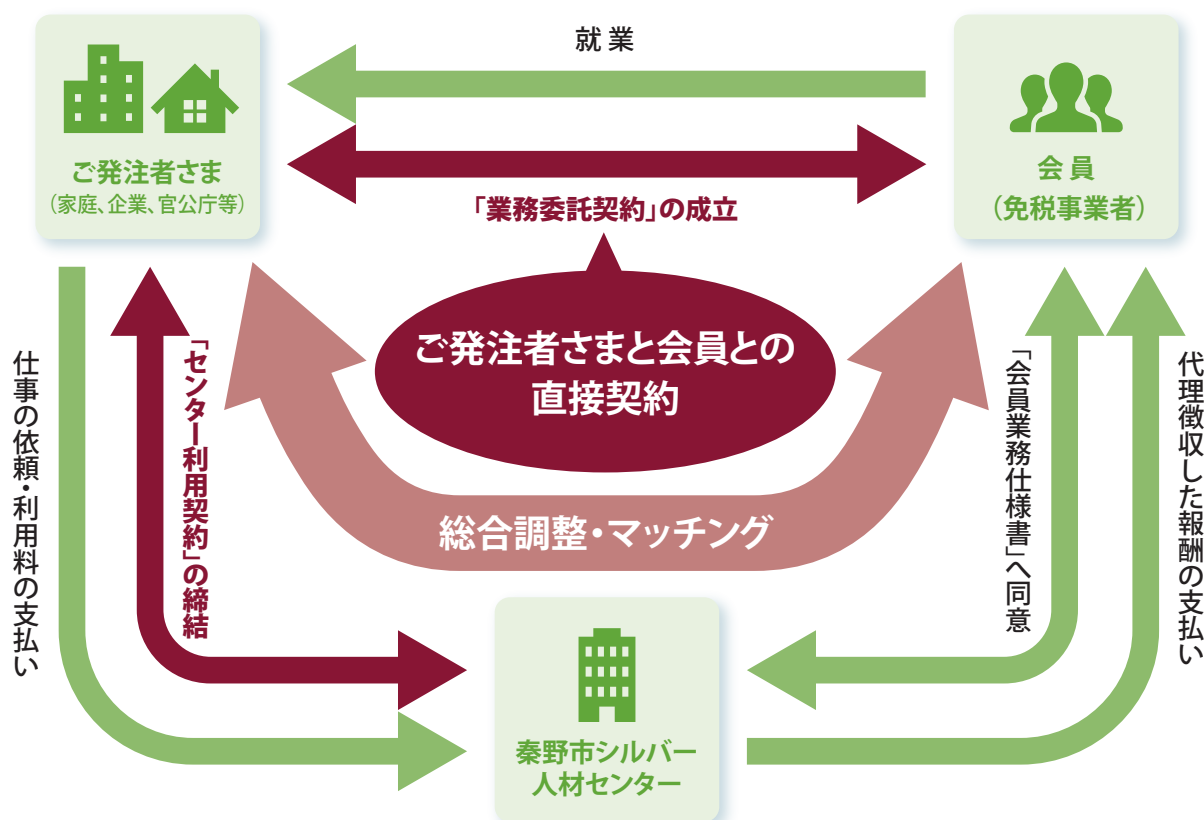 就業
ご発注者さま
（家庭、企業、官公庁等）
会員
（免税事業者）
「業務委託契約」の成立
ご発注者さまと会員との
直接契約
仕事の依頼・利用料の支払い
「センター利用契約」の締結
総合調整・マッチング
「会員業務仕様書」へ同意
代理徴収した報酬の支払い
秦野市シルバー
人材センター